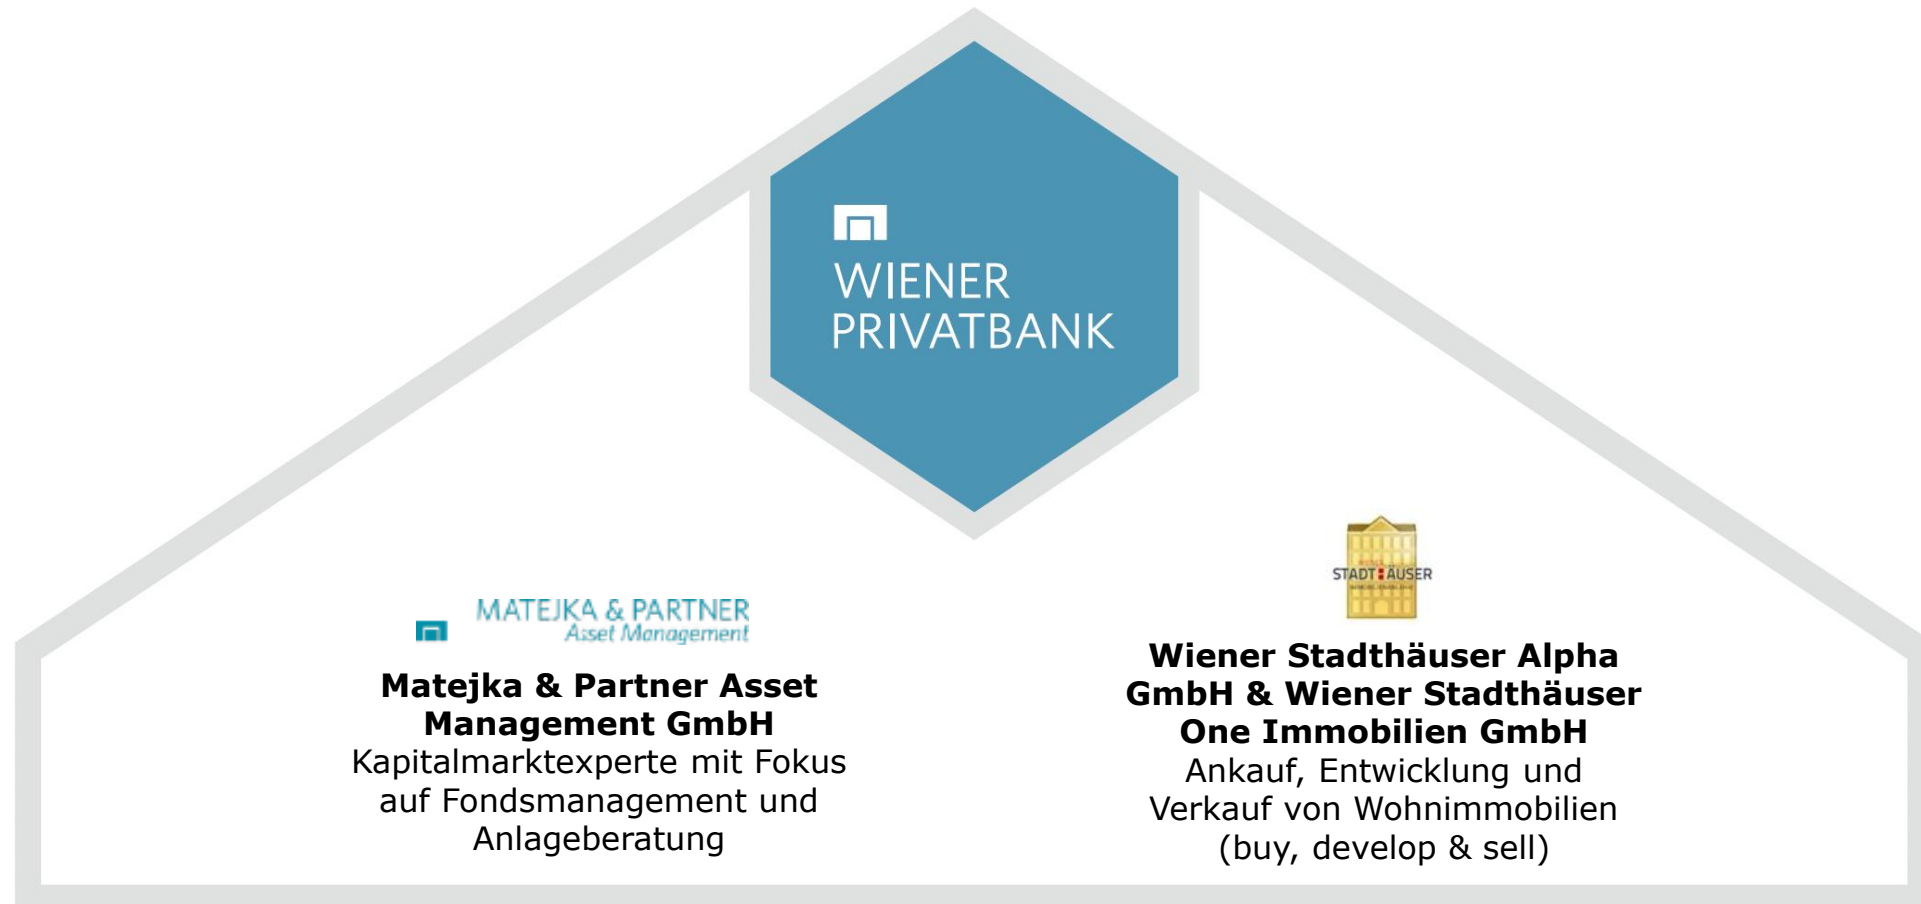 WIENER
PRIVATBANK
MATEJKA & PARTNER
Asset Management
Matejka & Partner Asset
Management GmbH
Kapitalmarktexperte mit Fokus
auf Fondsmanagement und
Anlageberatung
STADTHÄUSER
Wiener Stadthäuser Alpha
GmbH & Wiener Stadthäuser
One Immobilien GmbH
Ankauf, Entwicklung und
Verkauf von Wohnimmobilien
(buy, develop & sell)